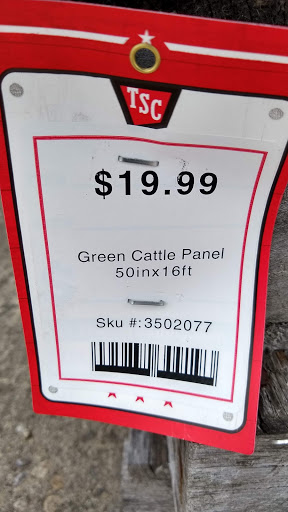 TSC
$19.99
Green Cattle Panel
50inx16ft
Sku #:3502077